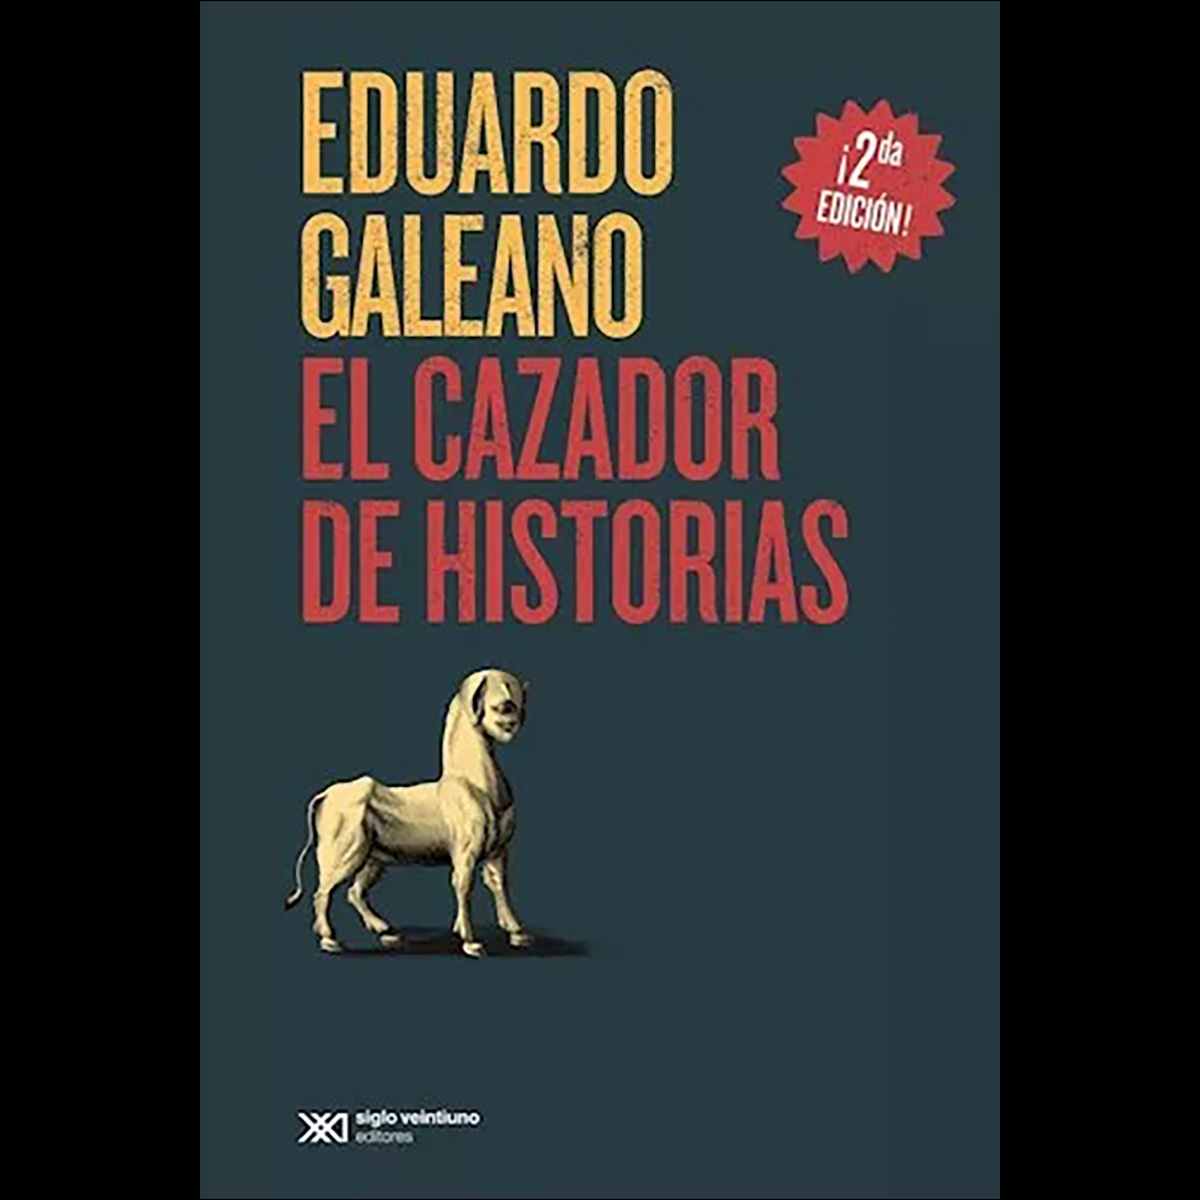 EDUARDO
GALEANO
EL CAZADOR
DE HISTORIAS
¡2da
EDICIÓN!
siglo veintiuno
editores